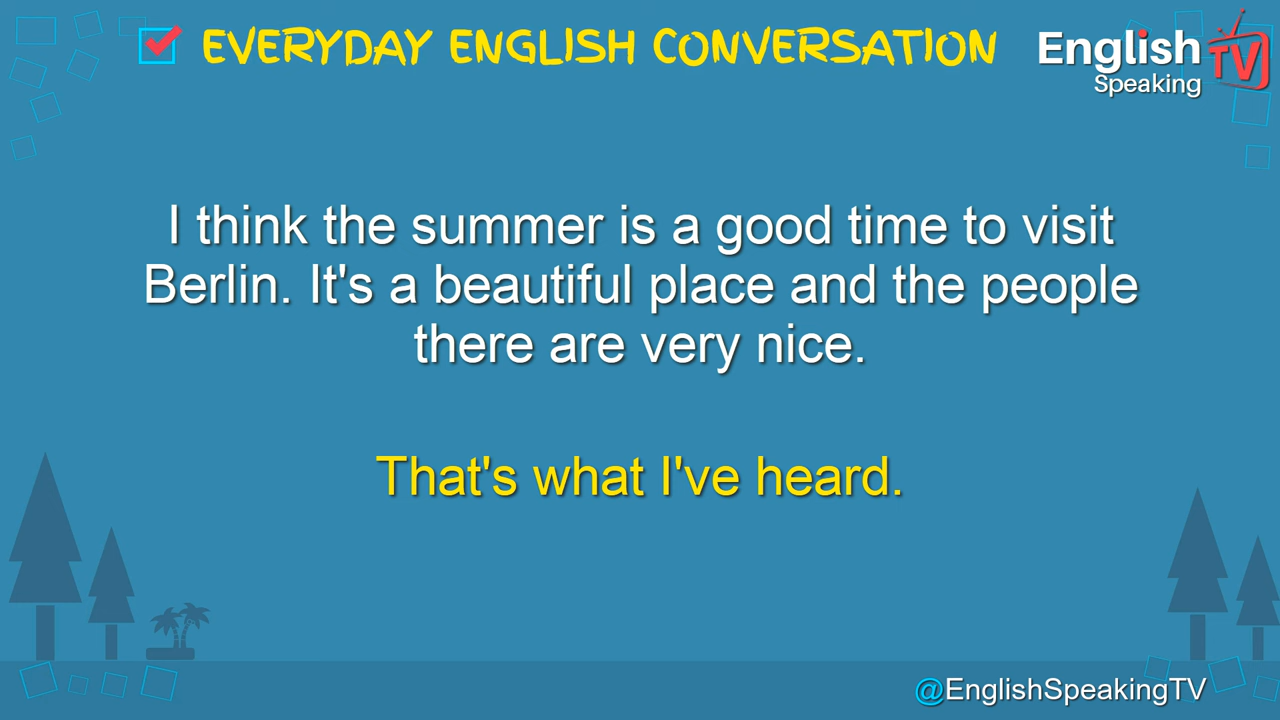 EVERYDAY ENGLISH CONVERSATION
English
Speaking
TV
I think the summer is a good time to visit
Berlin. It's a beautiful place and the people
there are very nice.
That's what I've heard.
@EnglishSpeakingTV